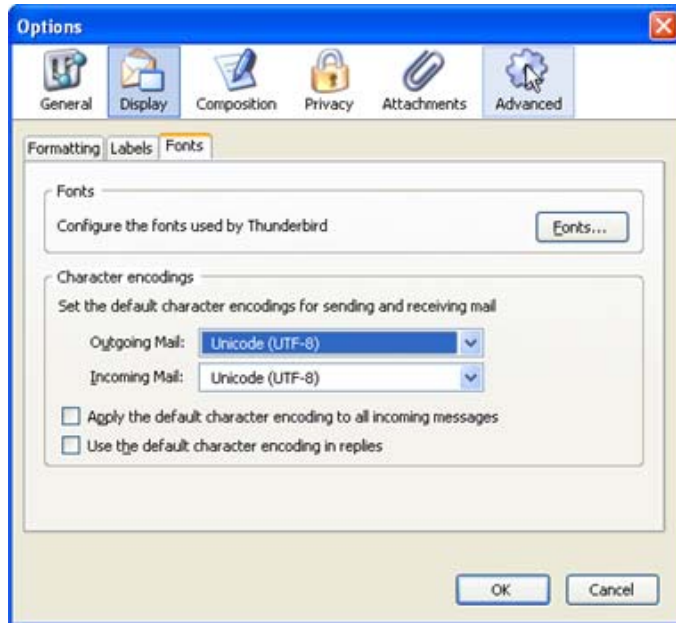 Options
General Display Composition Privacy Attachments Advanced
Formatting Labels Fonts
Fonts
Configure the fonts used by Thunderbird Fonts...
Character encodings
Set the default character encodings for sending and receiving mail
Outgoing Mail: Unicode (UTF-8)
Incoming Mail: Unicode (UTF-8)
Apply the default character encoding to all incoming messages
Use the default character encoding in replies
OK Cancel